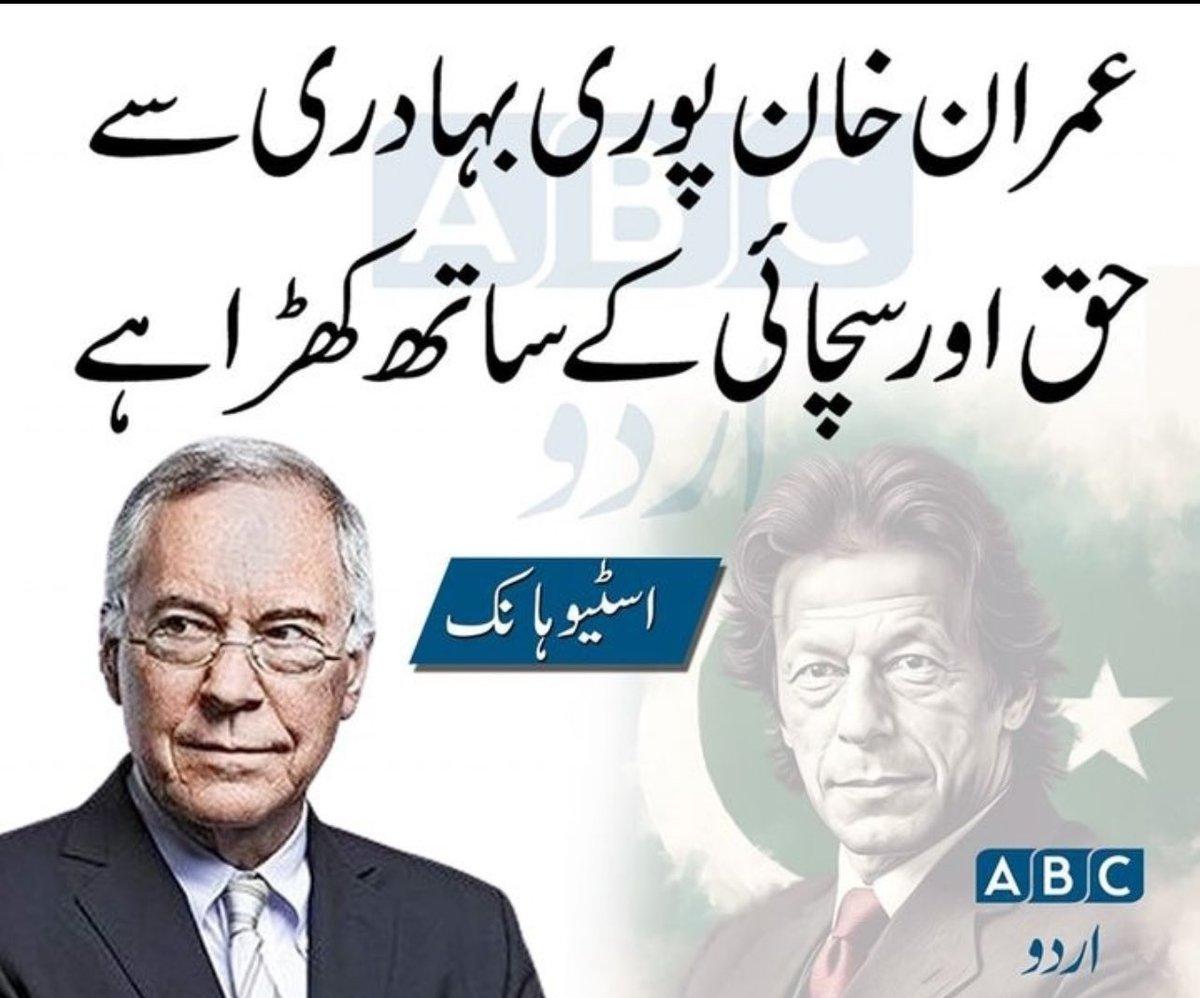 عمران خان پوری بہادری سے
حق اور سچائی کے ساتھ کھڑا ہے
ABC
اردو
اسٹیو ہانک
ABC
اردو